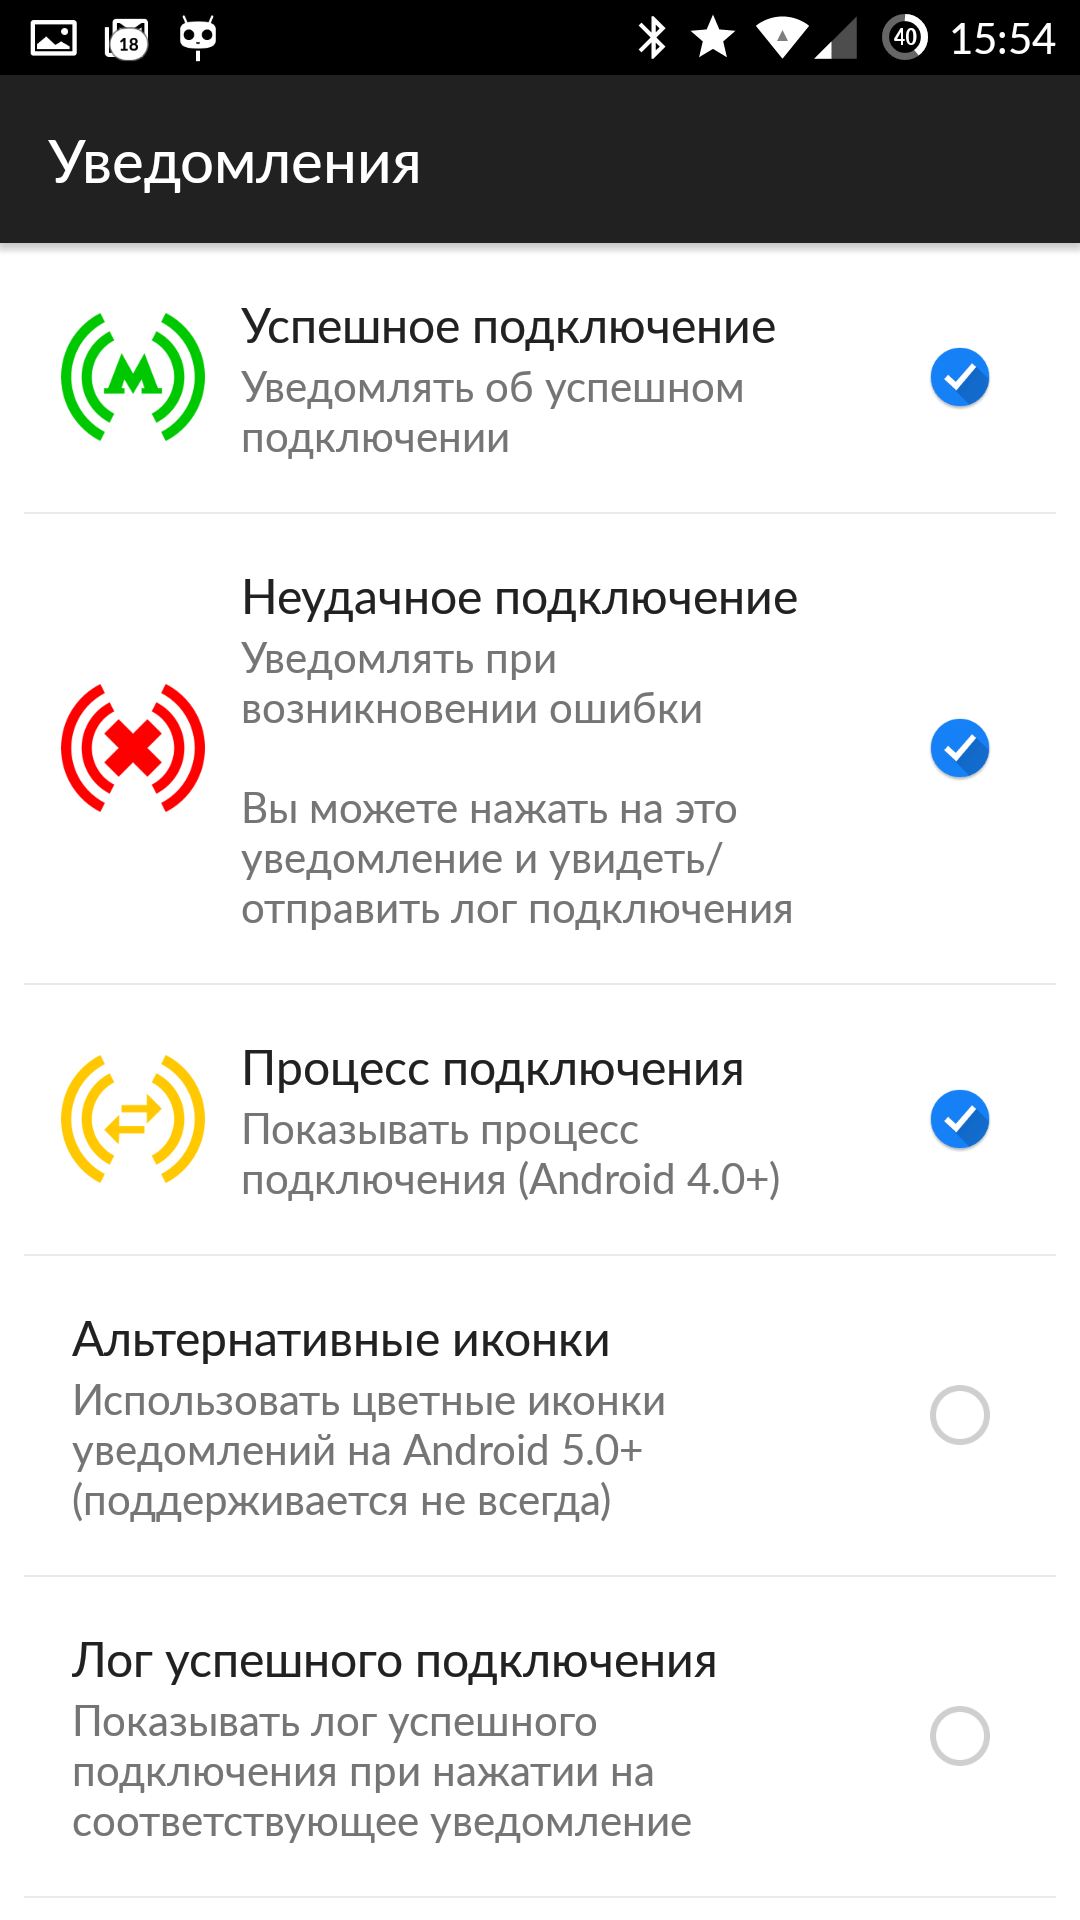 18
40
15:54
Уведомления
Успешное подключение
Уведомлять об успешном
подключении
Неудачное подключение
Уведомлять при
возникновении ошибки
Вы можете нажать на это
уведомление и увидеть/
отправить лог подключения
Процесс подключения
Показывать процесс
подключения (Android 4.0+)
Альтернативные иконки
Использовать цветные иконки
уведомлений на Android 5.0+
(поддерживается не всегда)
Лог успешного подключения
Показывать лог успешного
подключения при нажатии на
соответствующее уведомление